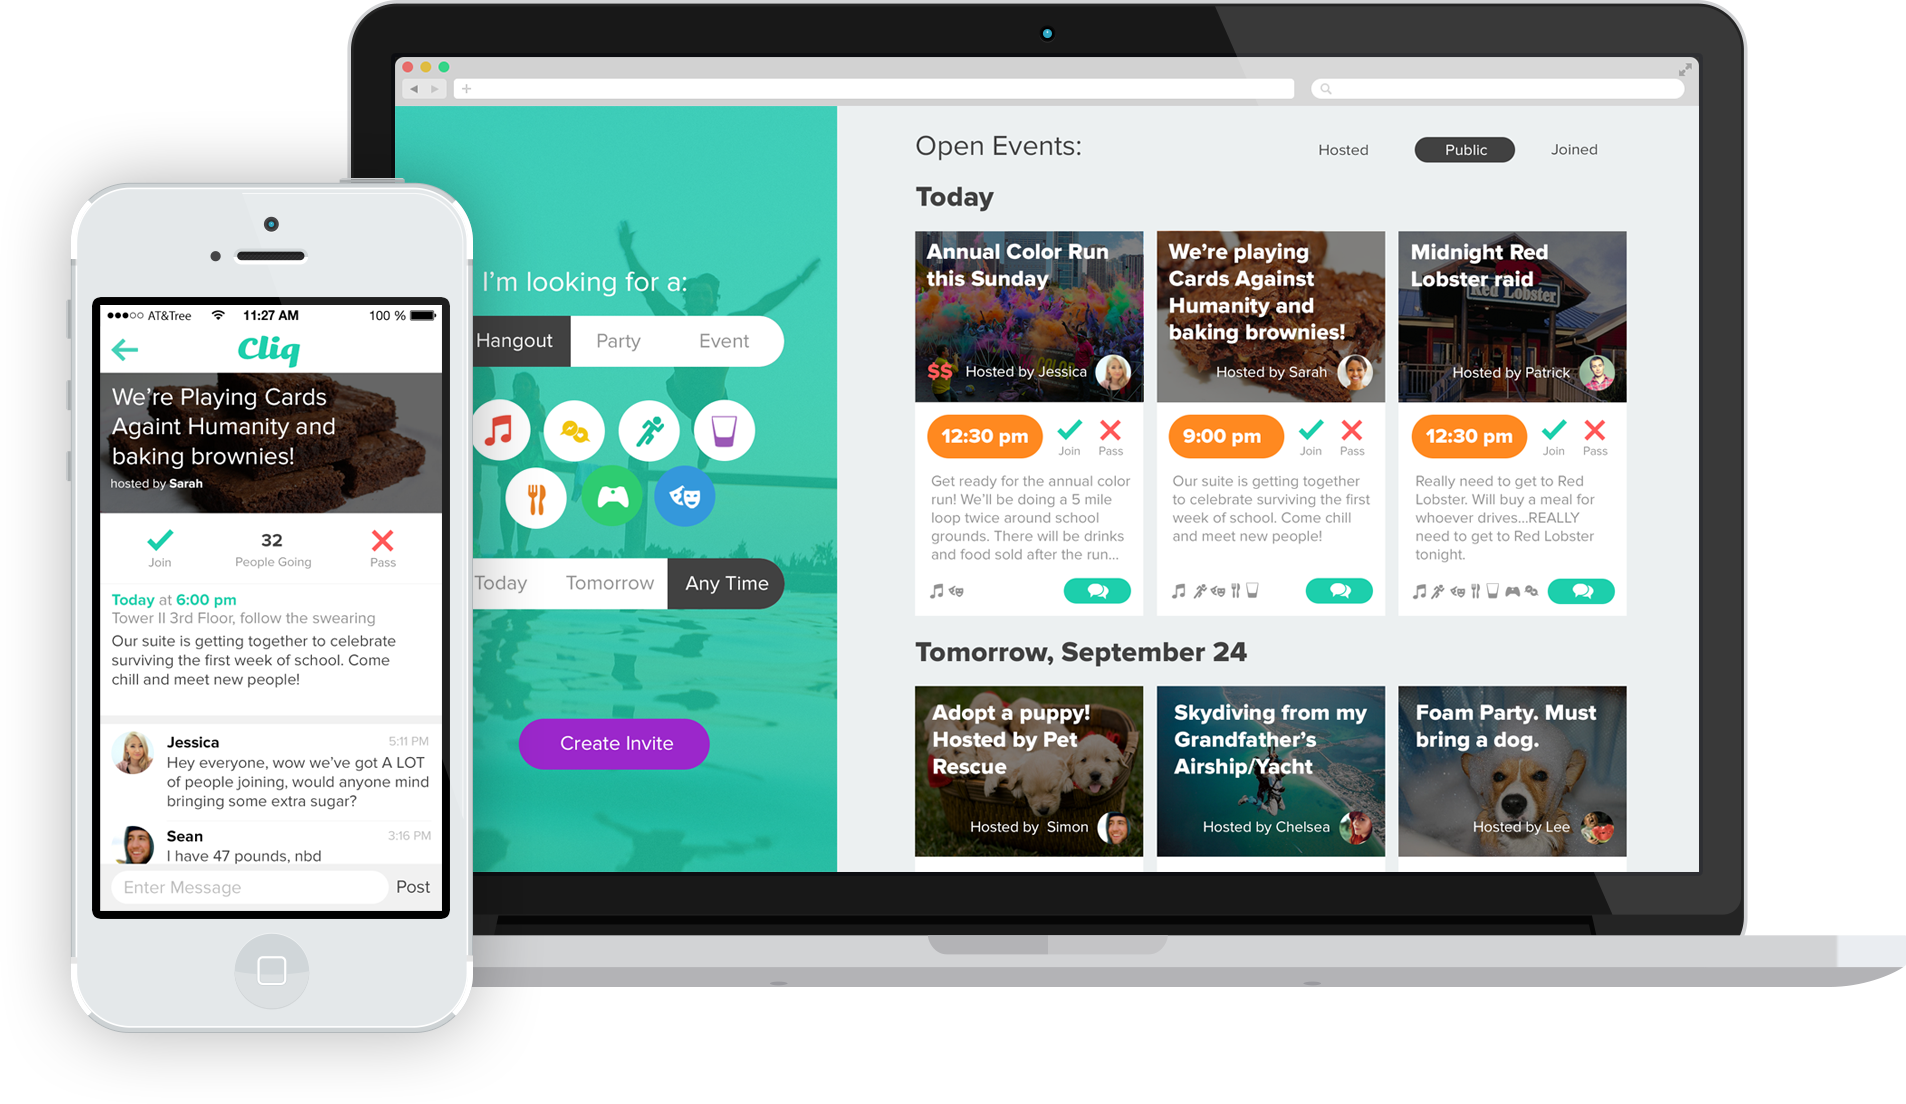 AT&Tree
11:27 AM
100 %
Cliq
We're Playing Cards
Againt Humanity and
baking brownies!
hosted by Sarah
Join
32
People Going
Pass
Today at 6:00 pm
Tower II 3rd Floor, follow the swearing
Our suite is getting together to celebrate
surviving the first week of school. Come
chill and meet new people!
Jessica
5:11 PM
Hey everyone, wow we've got A LOT
of people joining, would anyone mind
bringing some extra sugar?
Sean
3:16 PM
I have 47 pounds, nbd
Enter Message
Post
I'm looking for a:
Hangout
Party
Event
Today
Tomorrow
Any Time
Create Invite
Open Events:
Hosted
Public
Joined
Today
Annual Color Run
this Sunday
COLOR
$$
Hosted by Jessica
12:30 pm
Join
Pass
Get ready for the annual color
run! We'll be doing a 5 mile
loop twice around school
grounds. There will be drinks
and food sold after the run...
We're playing
Cards Against
Humanity and
baking brownies!
Hosted by Sarah
9:00 pm
Join
Pass
Our suite is getting together
to celebrate surviving the first
week of school. Come chill
and meet new people!
Midnight Red
Lobster raid
Red Lobster
Hosted by Patrick
12:30 pm
Join
Pass
Really need to get to Red
Lobster. Will buy a meal for
whoever drives...REALLY
need to get to Red Lobster
tonight.
Tomorrow, September 24
Adopt a puppy!
Hosted by Pet
Rescue
Hosted by Simon
Skydiving from my
Grandfather's
Airship/Yacht
Hosted by Chelsea
Foam Party. Must
bring a dog.
Hosted by Lee